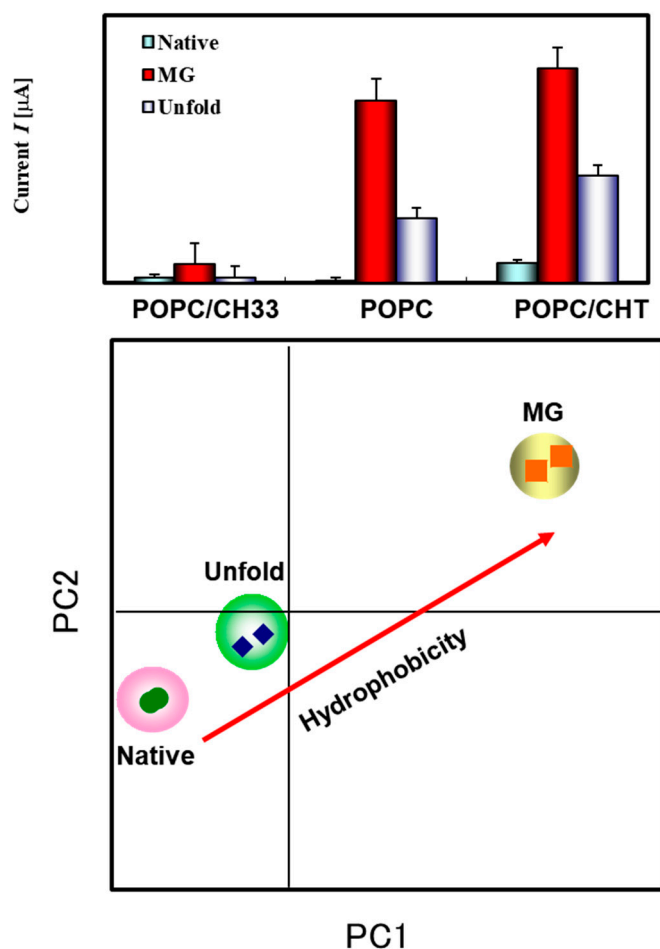 Current I [μA]
Native
MG
Unfold
POPC/CH33 POPC POPC/CHT
MG
Unfold
Hydrophobicity
Native
PC2
PC1